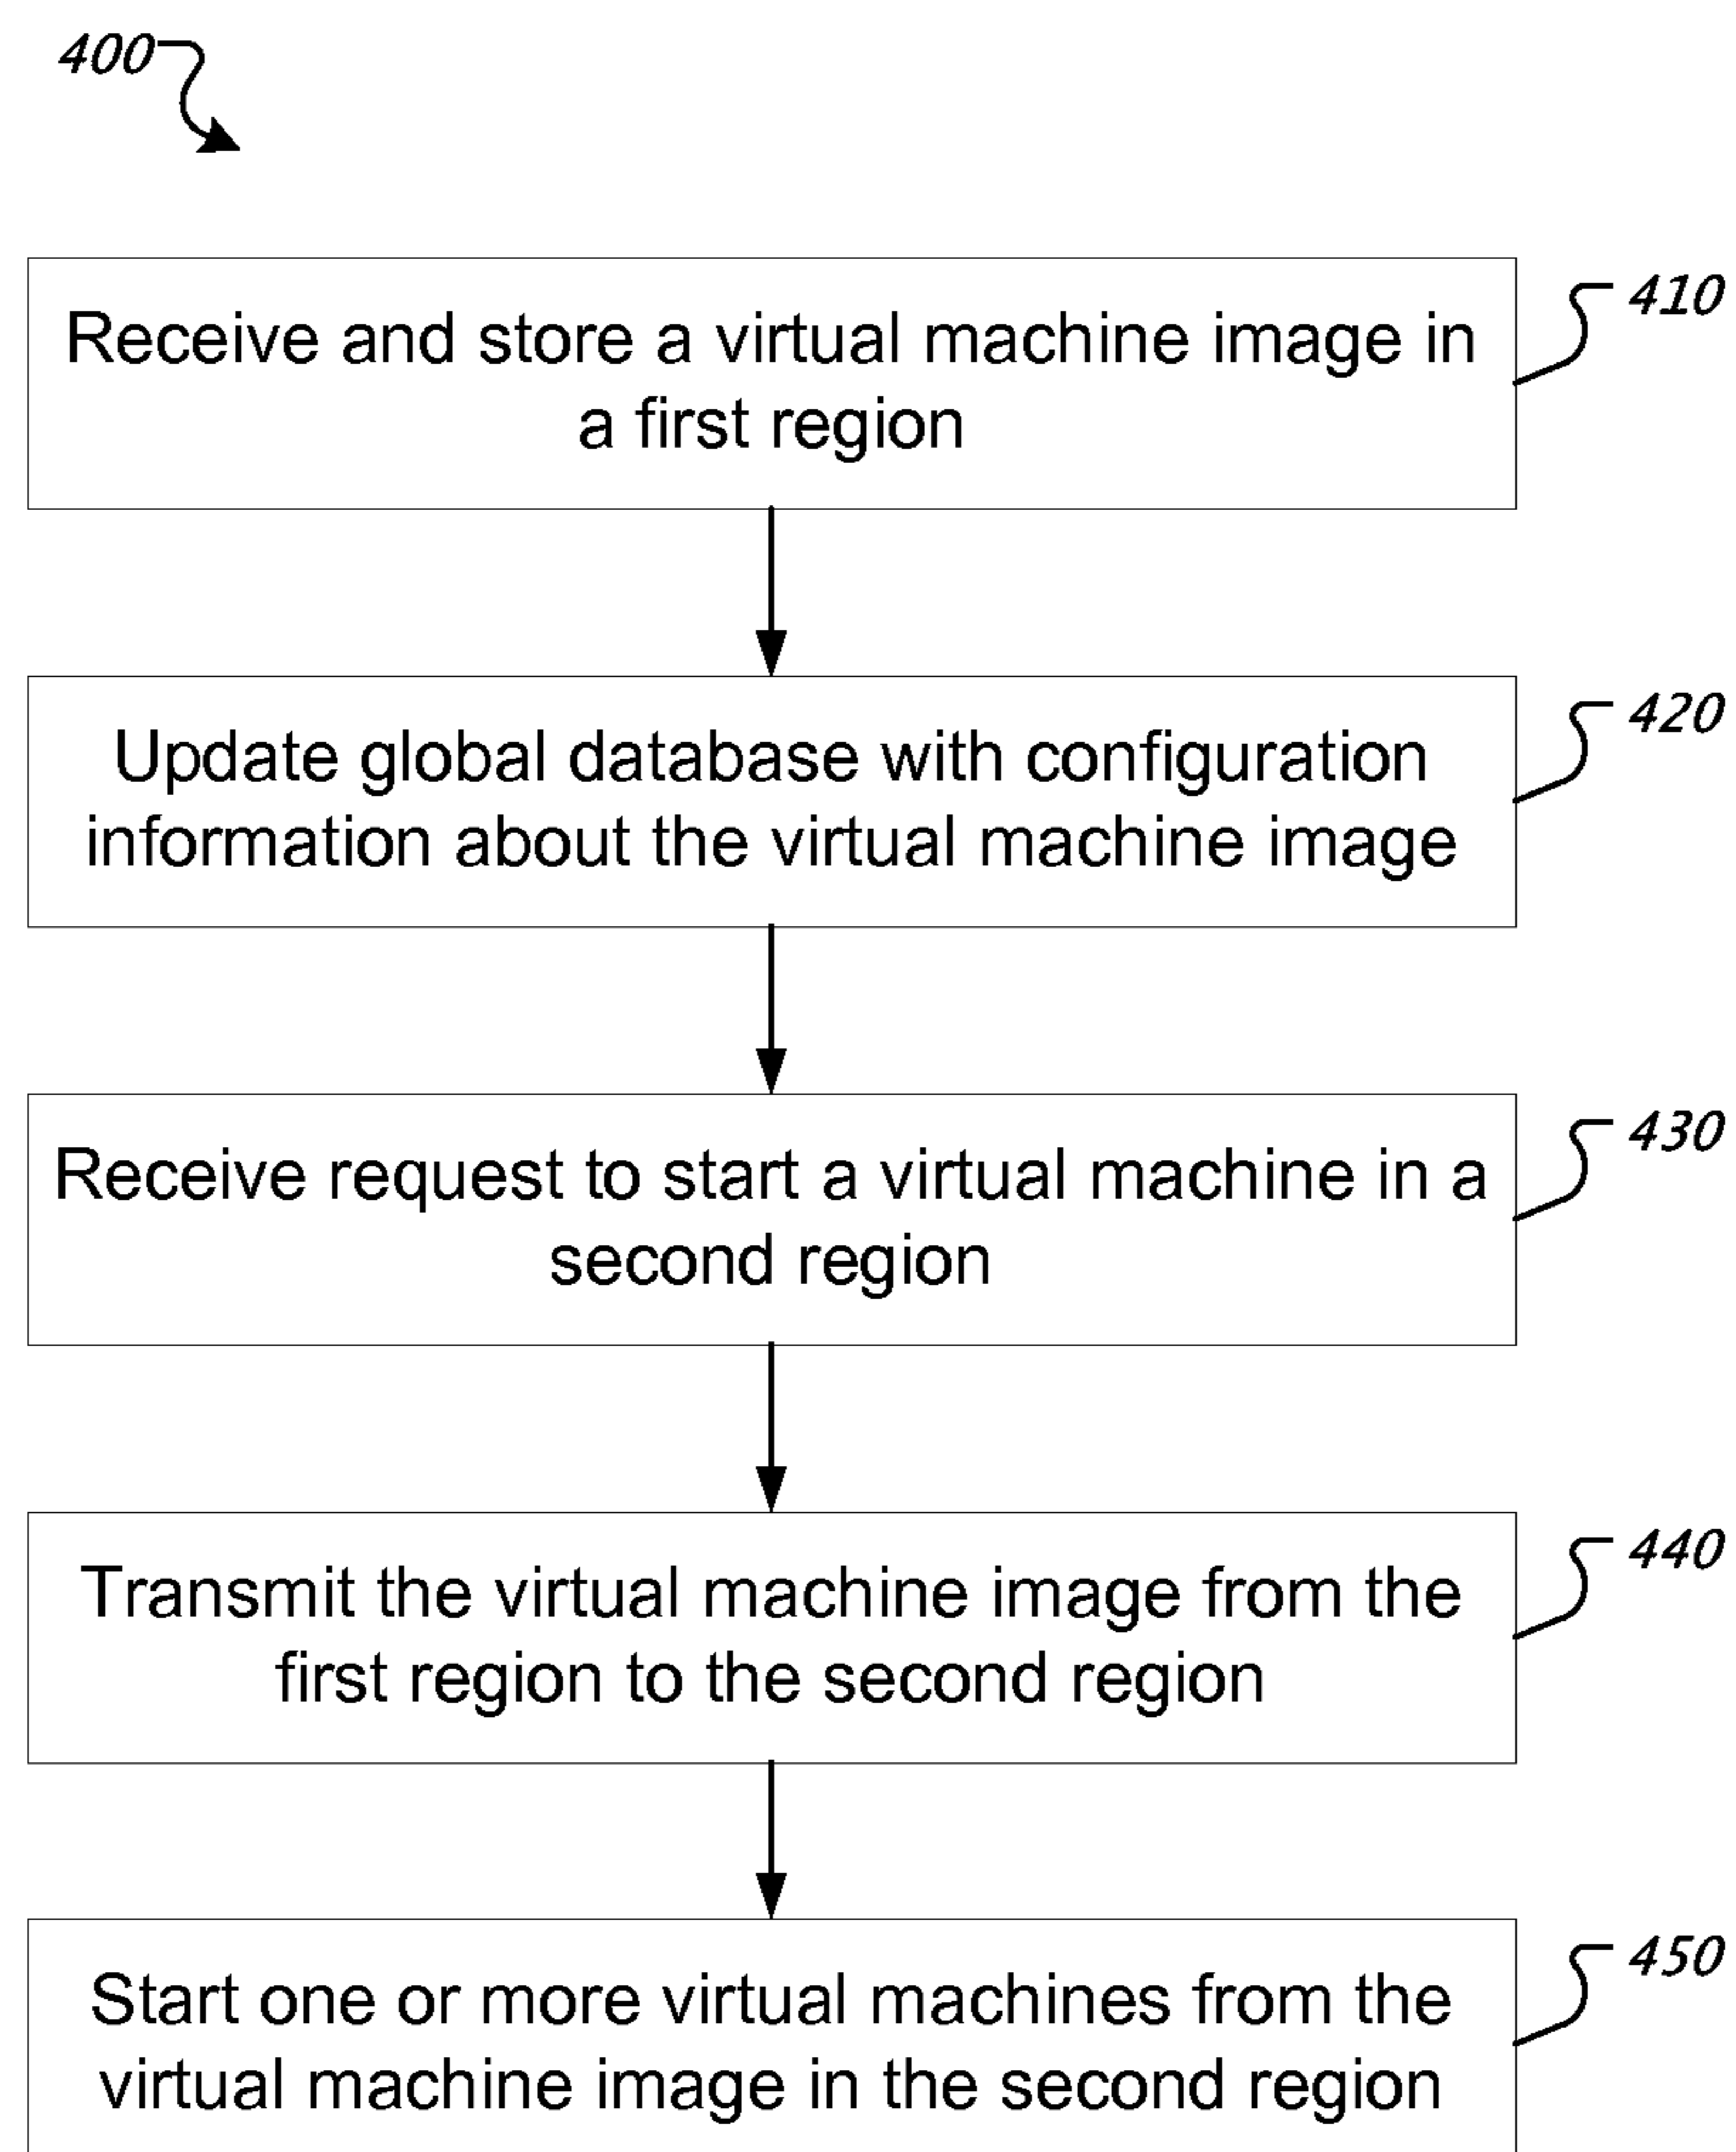 400
Receive and store a virtual machine image in
a first region
410
Update global database with configuration
information about the virtual machine image
420
Receive request to start a virtual machine in a
second region
430
Transmit the virtual machine image from the
first region to the second region
440
Start one or more virtual machines from the
virtual machine image in the second region
450